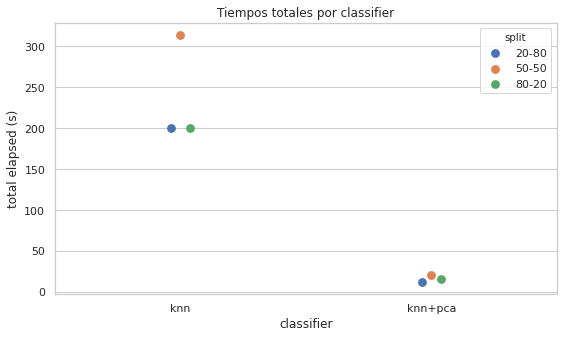 Tiempos totales por classifier
split
20-80
50-50
80-20
300
250
200
150
100
50
0
total elapsed (s)
knn
knn+pca
classifier